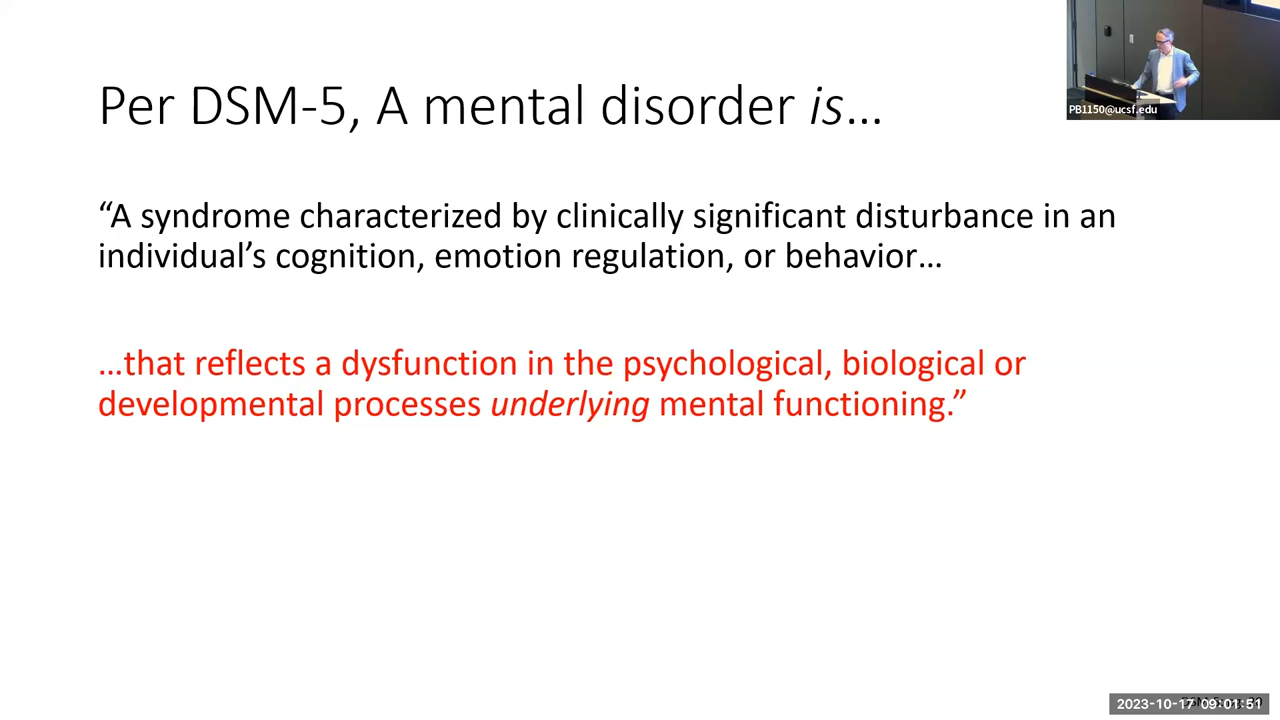 Per DSM-5, A mental disorder is…
PB1150@ucsf.edu
“A syndrome characterized by clinically significant disturbance in an
individual’s cognition, emotion regulation, or behavior…
…that reflects a dysfunction in the psychological, biological or
developmental processes underlying mental functioning.”
2023-10-17 09:01:51